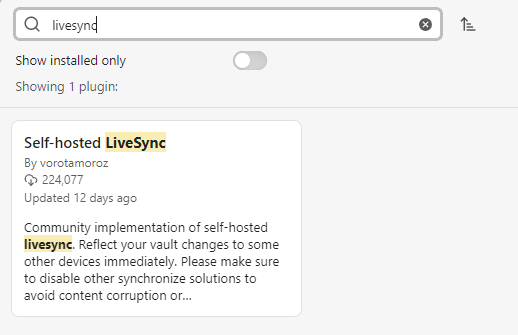 livesync
Show installed only
Showing 1 plugin:
Self-hosted LiveSync
By vorotamoroz
224,077
Updated 12 days ago
Community implementation of self-hosted
livesync. Reflect your vault changes to some
other devices immediately. Please make sure
to disable other synchronize solutions to
avoid content corruption or...